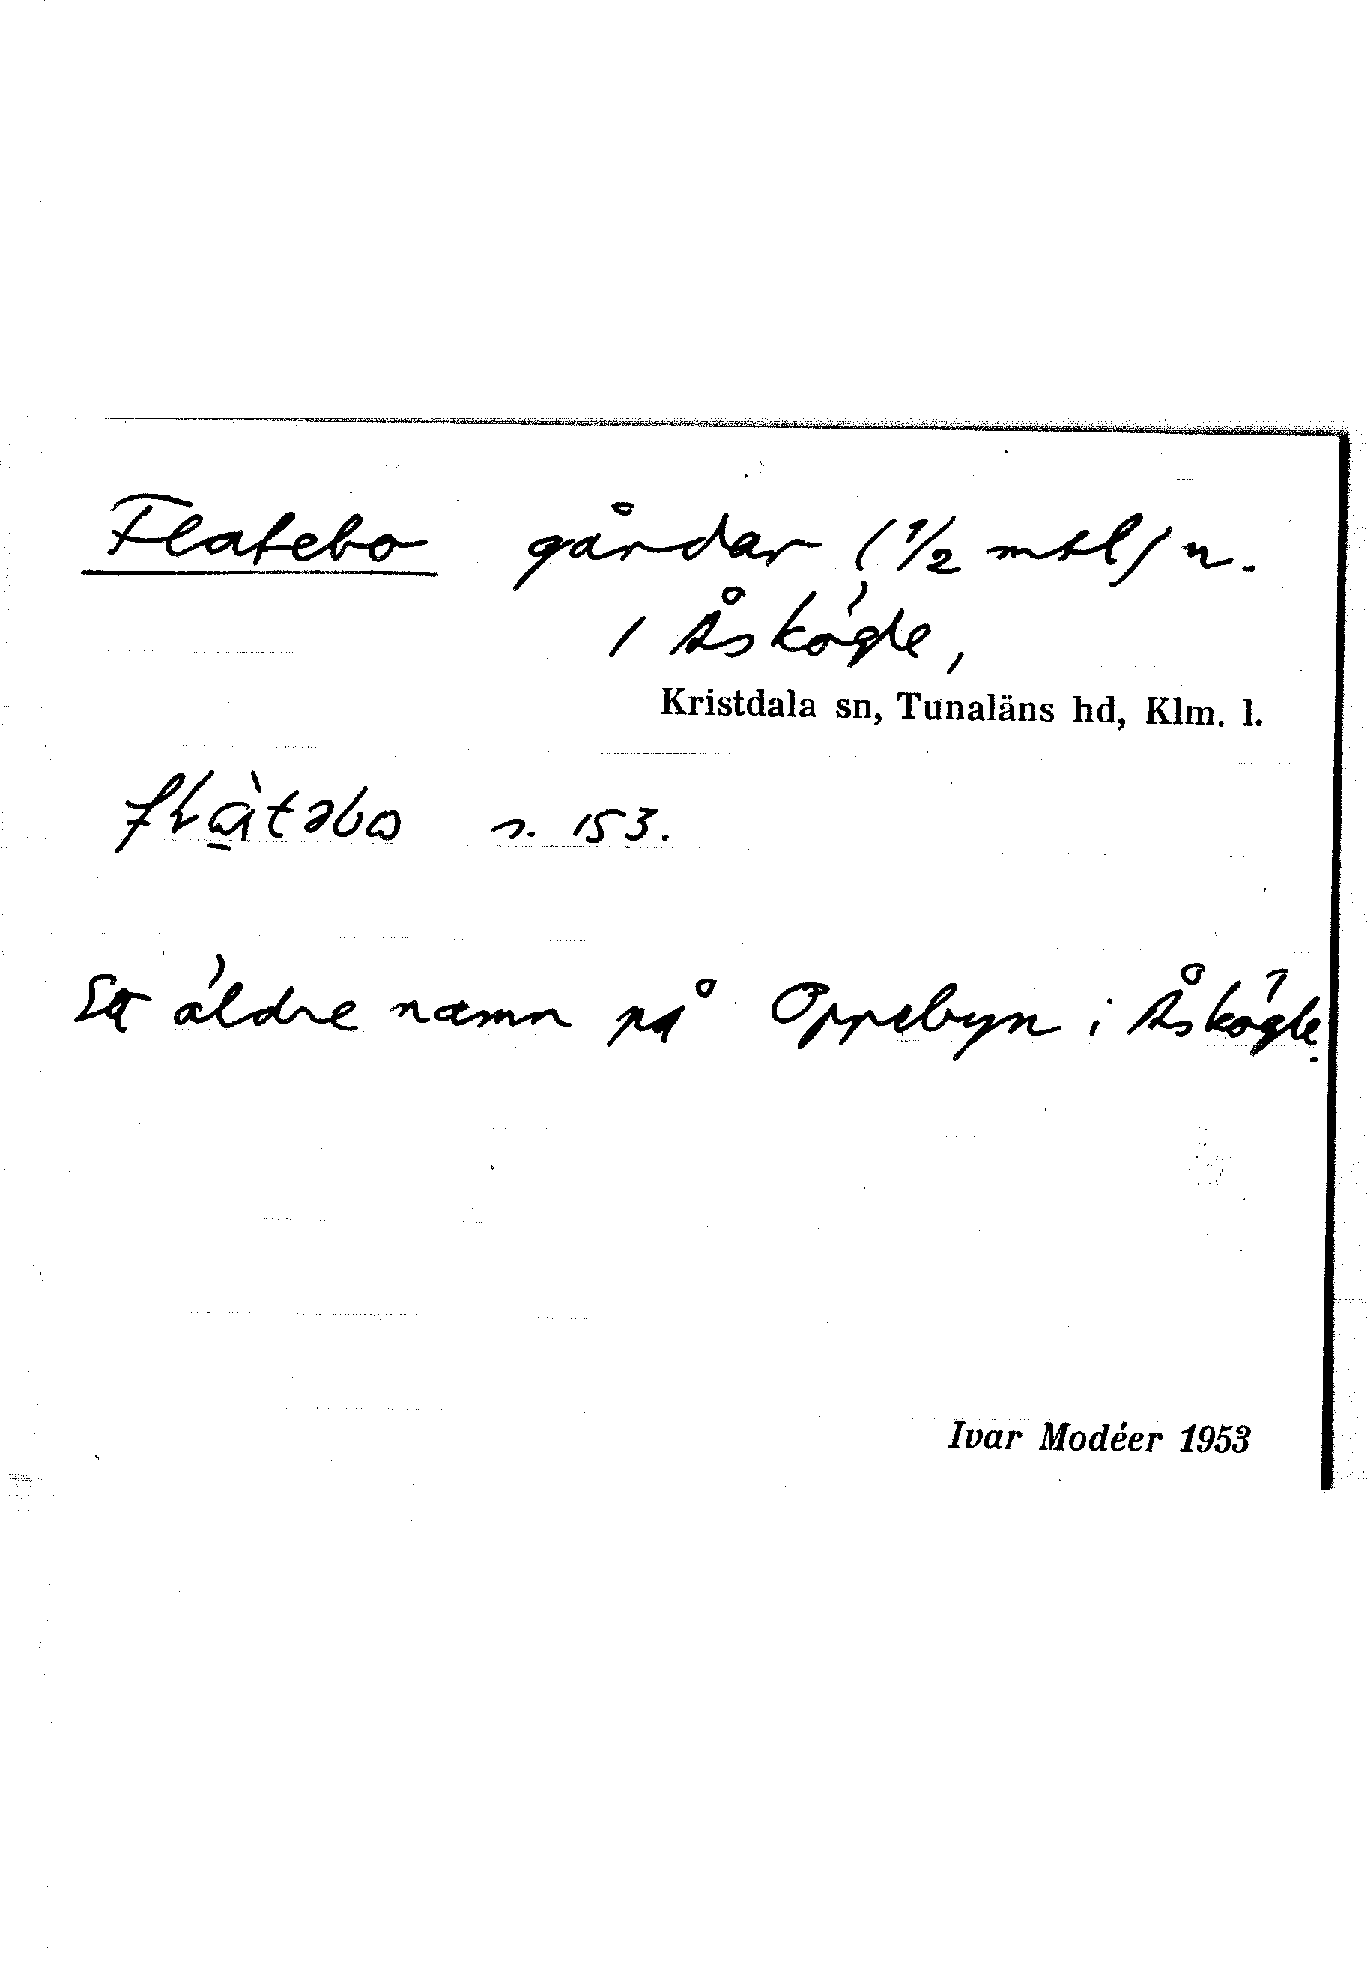 Flatebo gårdar (1/2 mtl) n.
i Åskögle,
Kristdala sn, Tunaläns hd, Klm. l.
s. 153.
Ett äldre namn på Oppebyn i Åskögle.
Ivar Modéer 1953